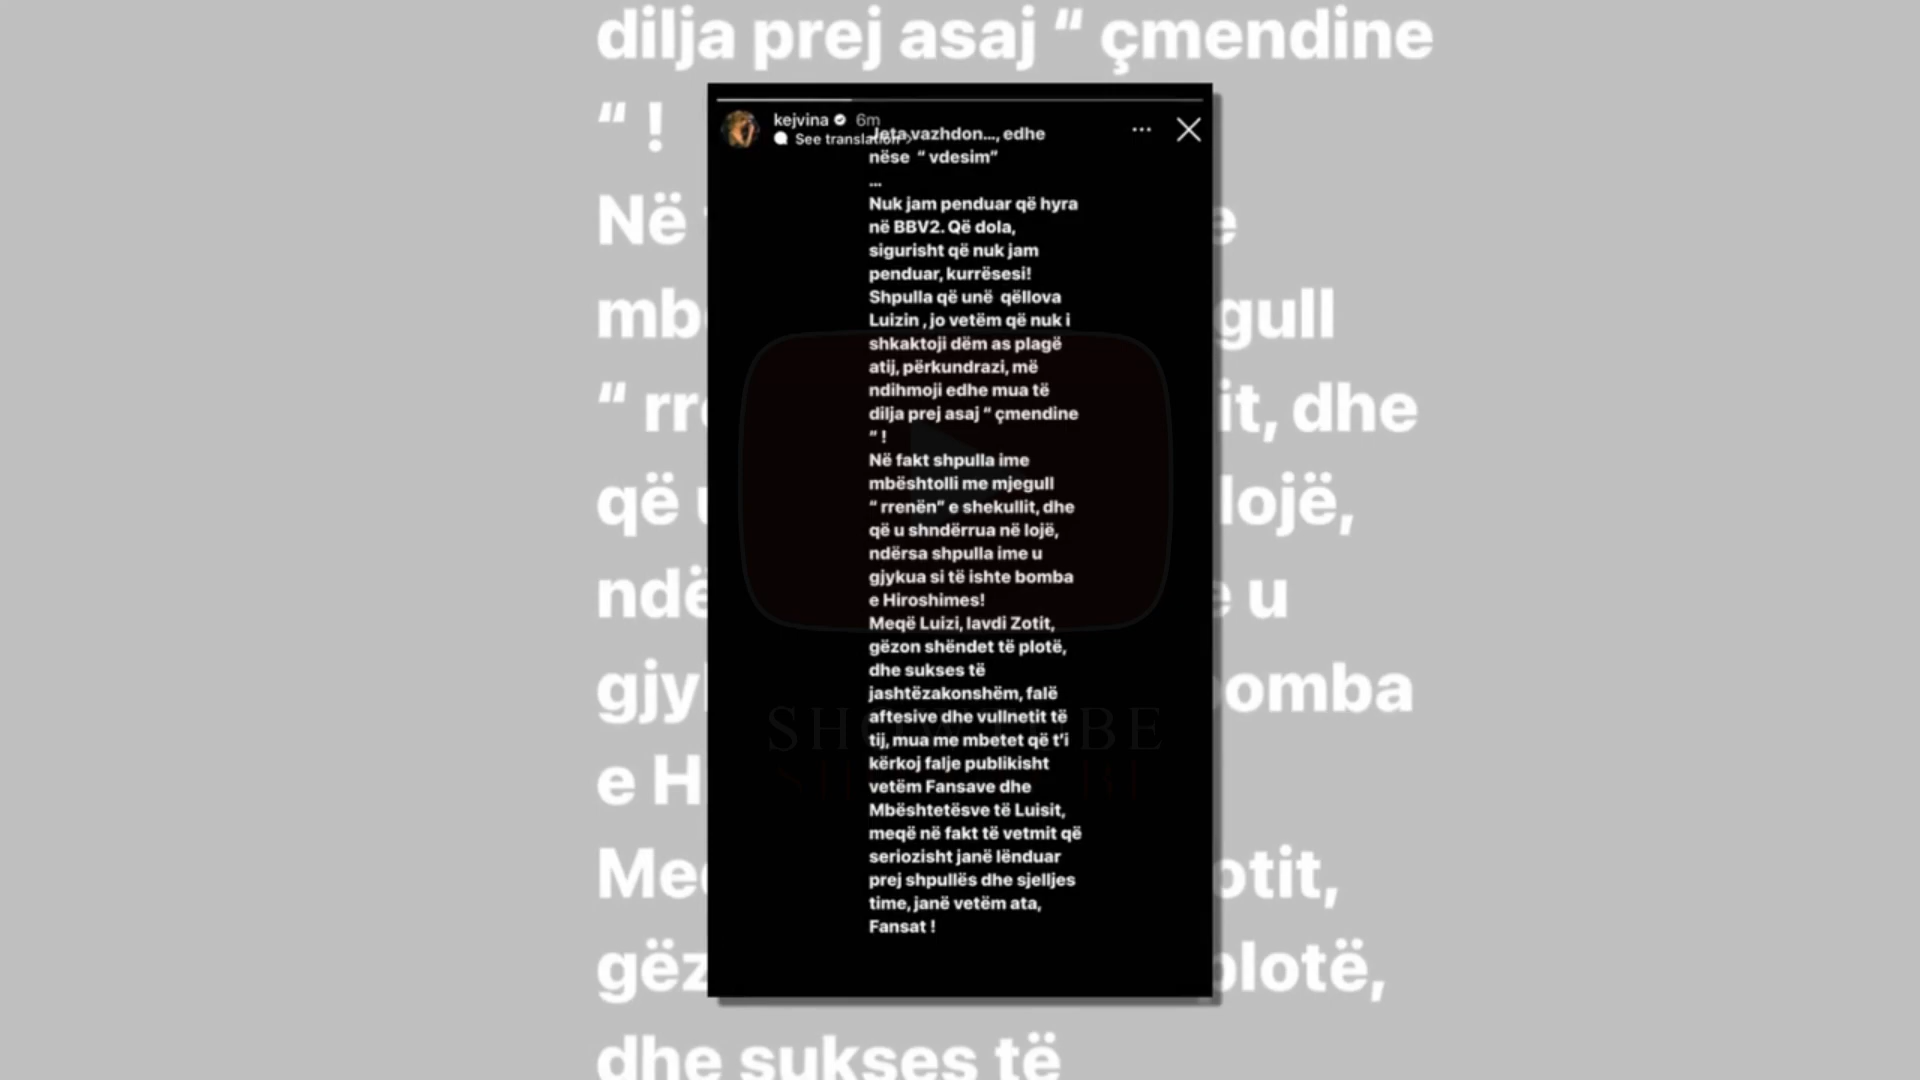 dilja prej asaj “ çmendine
“ !
Në
mb
gull
“ rr
it, dhe
që
lojë,
ndë
e u
gjy
omba
e H
Me
otit,
gëz
plotë,
dhe sukses të
kejvina 6m
See translation
Jeta vazhdon..., edhe
nëse “ vdesim“
...
Nuk jam penduar që hyra
në BBV2. Që dola,
sigurisht që nuk jam
penduar, kurrësesi!
Shpulla që unë qëllova
Luizin , jo vetëm që nuk i
shkaktoji dëm as plagë
atij, përkundrazi, më
ndihmoji edhe mua të
dilja prej asaj “ çmendine
“ !
Në fakt shpulla ime
mbështolli me mjegull
“ rrenën“ e shekullit, dhe
që u shndërrua në lojë,
ndërsa shpulla ime u
gjykua si të ishte bomba
e Hiroshimes!
Meqë Luizi, lavdi Zotit,
gëzon shëndet të plotë,
dhe sukses të
jashtëzakonshëm, falë
aftesive dhe vullnetit të
tij, mua me mbetet që t’i
kërkoj falje publikisht
vetëm Fansave dhe
Mbështetësve të Luisit,
meqë në fakt të vetmit që
seriozisht janë lënduar
prej shpullës dhe sjelljes
time, janë vetëm ata,
Fansat !